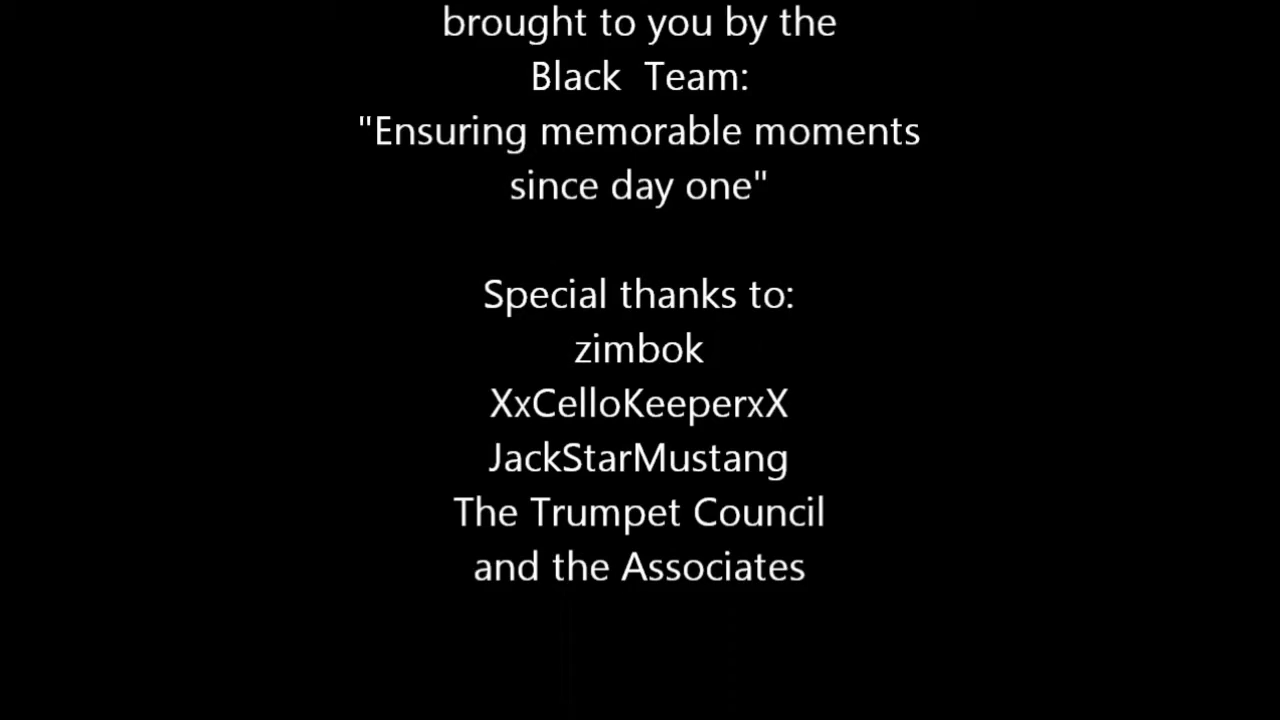 brought to you by the
Black  Team:
"Ensuring memorable moments
since day one"
Special thanks to:
zimbok
XxCelloKeeperxX
JackStarMustang
The Trumpet Council
and the Associates